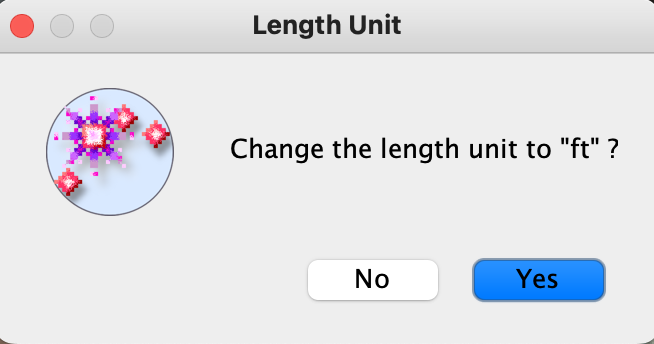 Length Unit
Change the length unit to "ft" ?
No
Yes